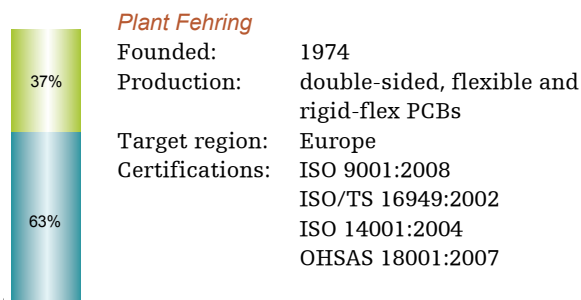 Plant Fehring
Founded: 1974
37%
Production: double-sided, flexible and
rigid-flex PCBs
Target region: Europe
Certifications: ISO 9001:2008
ISO/TS 16949:2002
63%
ISO 14001:2004
OHSAS 18001:2007